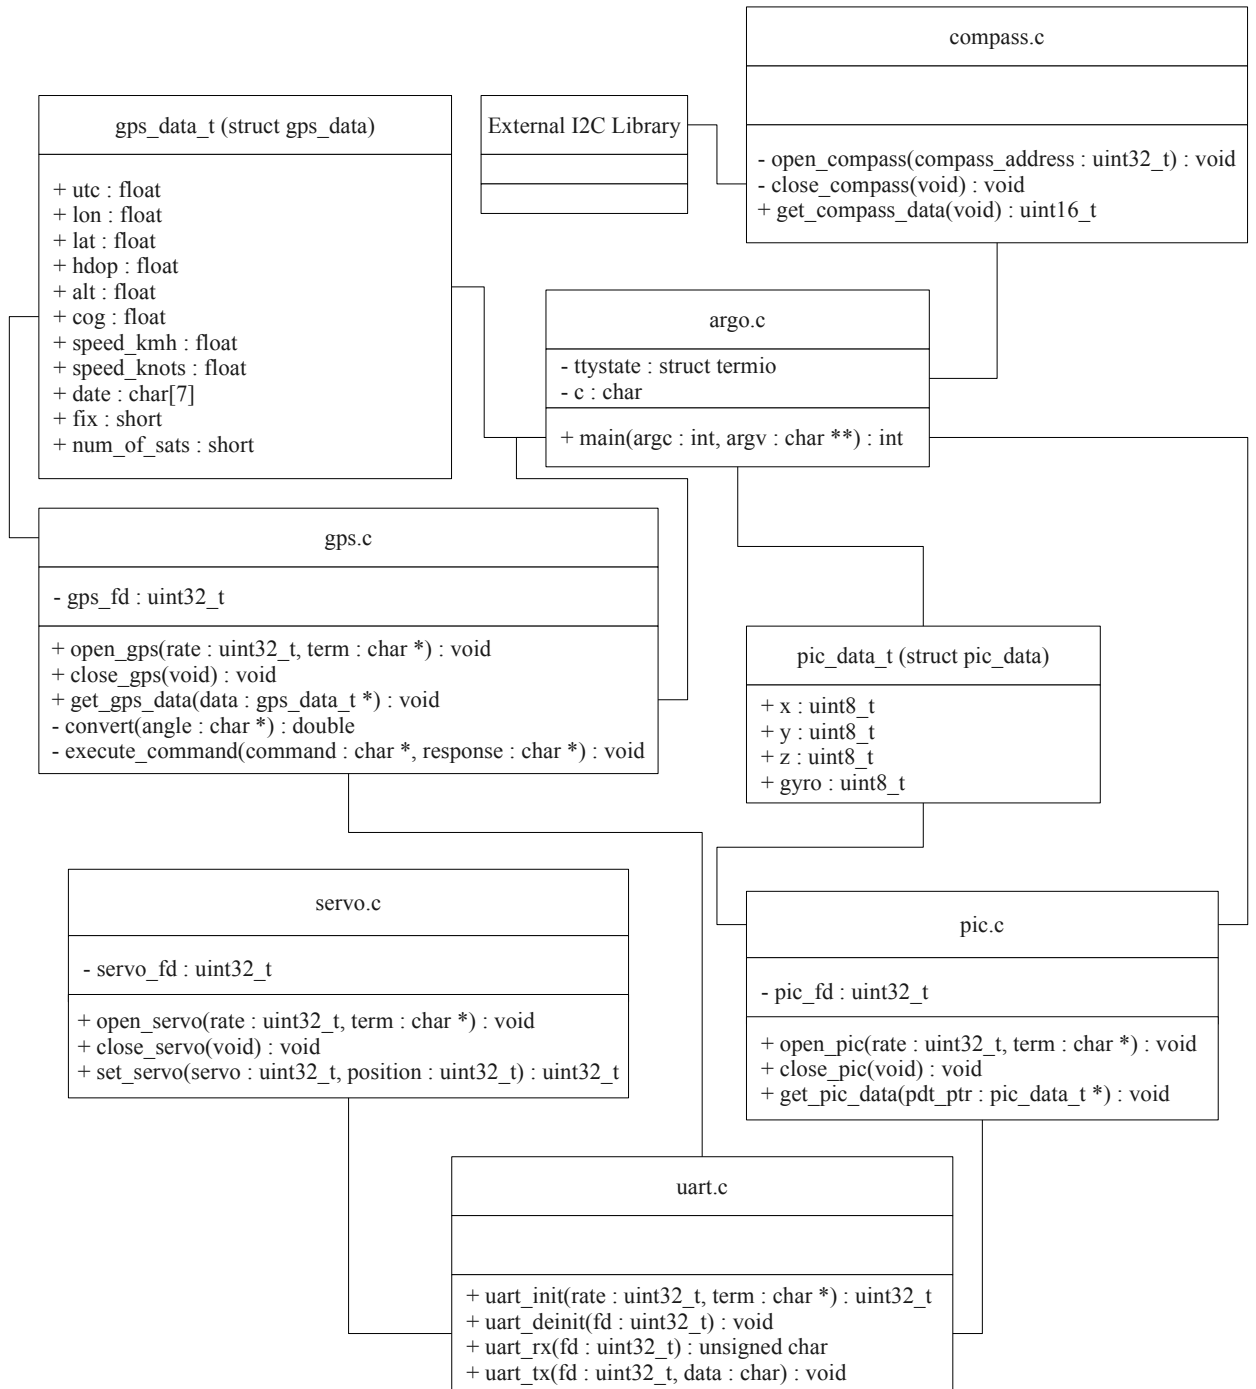 compass.c
- open_compass(compass_address : uint32_t) : void
- close_compass(void) : void
+ get_compass_data(void) : uint16_t
gps_data_t (struct gps_data)
+ utc : float
+ lon : float
+ lat : float
+ hdop : float
+ alt : float
+ cog : float
+ speed_kmh : float
+ speed_knots : float
+ date : char[7]
+ fix : short
+ num_of_sats : short
External I2C Library
argo.c
- ttystate : struct termio
- c : char
+ main(argc : int, argv : char **) : int
gps.c
- gps_fd : uint32_t
+ open_gps(rate : uint32_t, term : char *) : void
+ close_gps(void) : void
+ get_gps_data(data : gps_data_t *) : void
- convert(angle : char *) : double
- execute_command(command : char *, response : char *) : void
pic_data_t (struct pic_data)
+ x : uint8_t
+ y : uint8_t
+ z : uint8_t
+ gyro : uint8_t
servo.c
- servo_fd : uint32_t
+ open_servo(rate : uint32_t, term : char *) : void
+ close_servo(void) : void
+ set_servo(servo : uint32_t, position : uint32_t) : uint32_t
pic.c
- pic_fd : uint32_t
+ open_pic(rate : uint32_t, term : char *) : void
+ close_pic(void) : void
+ get_pic_data(pdt_ptr : pic_data_t *) : void
uart.c
+ uart_init(rate : uint32_t, term : char *) : uint32_t
+ uart_deinit(fd : uint32_t) : void
+ uart_rx(fd : uint32_t) : unsigned char
+ uart_tx(fd : uint32_t, data : char) : void